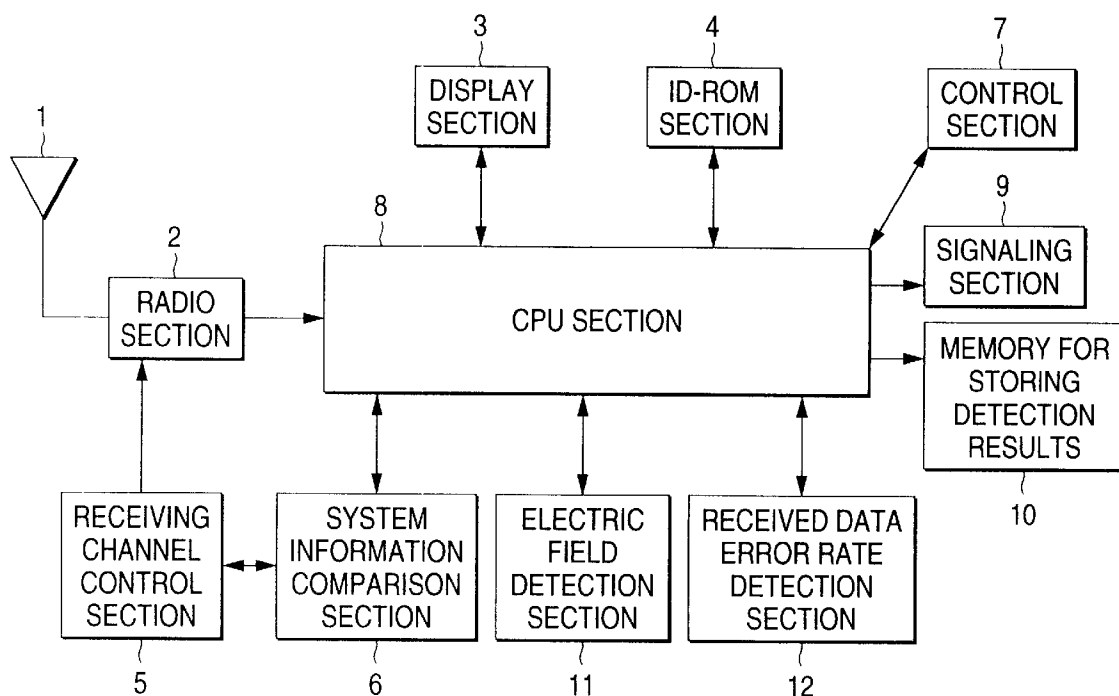 3
4
7
DISPLAY
SECTION
ID-ROM
SECTION
CONTROL
SECTION
1
8
9
SIGNALING
SECTION
2
RADIO
SECTION
CPU SECTION
MEMORY FOR
STORING
DETECTION
RESULTS
10
RECEIVING
CHANNEL
CONTROL
SECTION
SYSTEM
INFORMATION
COMPARISON
SECTION
ELECTRIC
FIELD
DETECTION
SECTION
RECEIVED DATA
ERROR RATE
DETECTION
SECTION
5
6
11
12